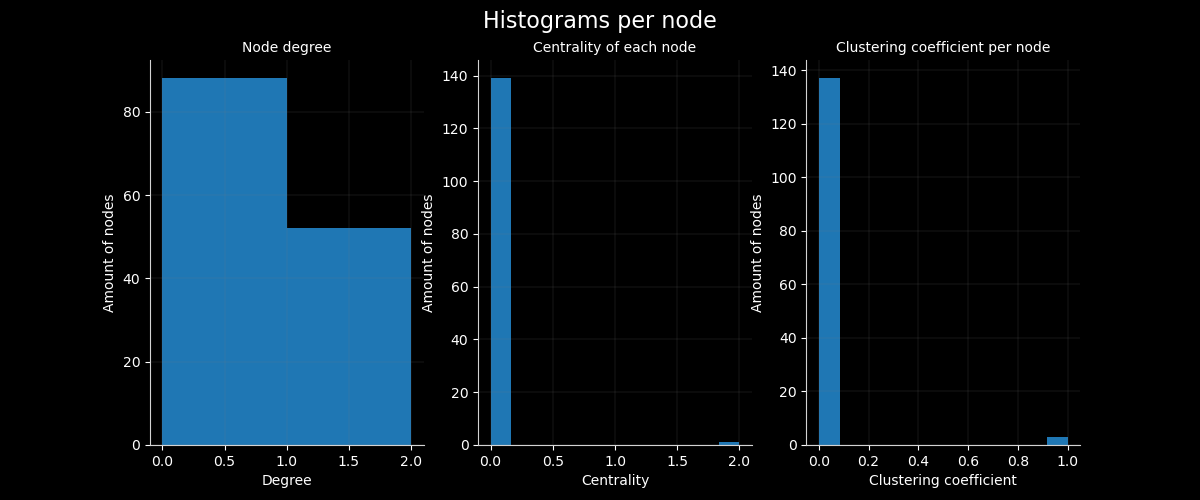 Histograms per node
Node degree
Amount of nodes
80
60
40
20
0
0.0 0.5 1.0 1.5 2.0
Degree
Centrality of each node
Amount of nodes
140
120
100
80
60
40
20
0
0.0 0.5 1.0 1.5 2.0
Centrality
Clustering coefficient per node
Amount of nodes
140
120
100
80
60
40
20
0
0.0 0.2 0.4 0.6 0.8 1.0
Clustering coefficient